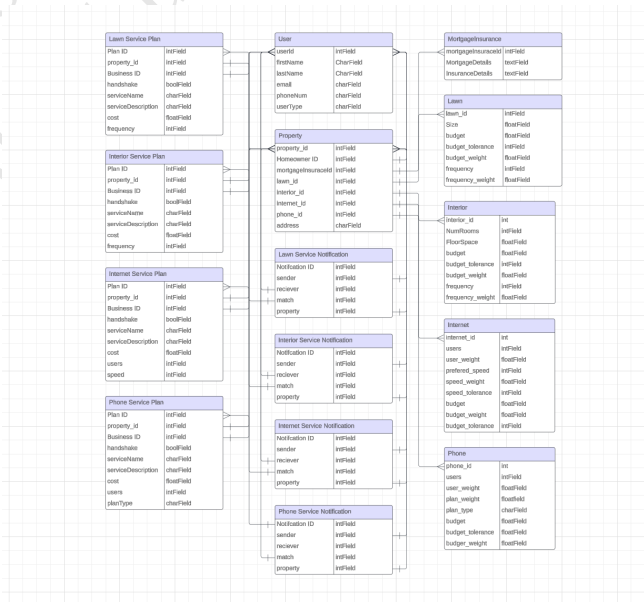 Lawn Service Plan
Plan ID intField
property_id intField
Business ID intField
handshake boolField
serviceName charField
serviceDescription charField
cost floatField
frequency intField
Interior Service Plan
Plan ID intField
property_id intField
Business ID intField
handshake boolField
serviceName charField
serviceDescription charField
cost floatField
frequency intField
Internet Service Plan
Plan ID intField
property_id intField
Business ID intField
handshake boolField
serviceName charField
serviceDescription charField
cost floatField
users intField
speed intField
Phone Service Plan
Plan ID intField
property_id intField
Business ID intField
handshake boolField
serviceName charField
serviceDescription charField
cost floatField
users intField
planType charField
User
userId intField
firstName CharField
lastName CharField
email charField
phoneNum charField
userType charField
Property
property_id intField
Homeowner ID intField
mortgageInsuraceId intField
lawn_id intField
interior_id intField
internet_id intField
phone_id intField
address charField
Lawn Service Notification
Notifcation ID intField
sender intField
reciever intField
match intField
property intField
Interior Service Notification
Notifcation ID intField
sender intField
reciever intField
match intField
property intField
Internet Service Notification
Notifcation ID intField
sender intField
reciever intField
match intField
property intField
Phone Service Notification
Notifcation ID intField
sender intField
reciever intField
match intField
property intField
MortgageInsurance
mortgageInsuraceId intField
MortgageDetails textField
InsuranceDetails textField
Lawn
lawn_id intField
Size floatField
budget floatField
budget_tolerance intField
budget_weight floatField
frequency intField
frequency_weight floatField
Interior
interior_id int
NumRooms intField
FloorSpace floatField
budget floatField
budget_tolerance intField
budget_weight floatField
frequency intField
frequency_weight floatField
Internet
internet_id int
users intField
user_weight floatField
prefered_speed intField
speed_weight floatField
speed_tolerance intField
budget floatField
budget_weight floatField
budget_tolerance intField
Phone
phone_id int
users intField
user_weight floatField
plan_weight floatfield
plan_type charField
budget floatField
budget_tolerance floatField
budger_weight floatField